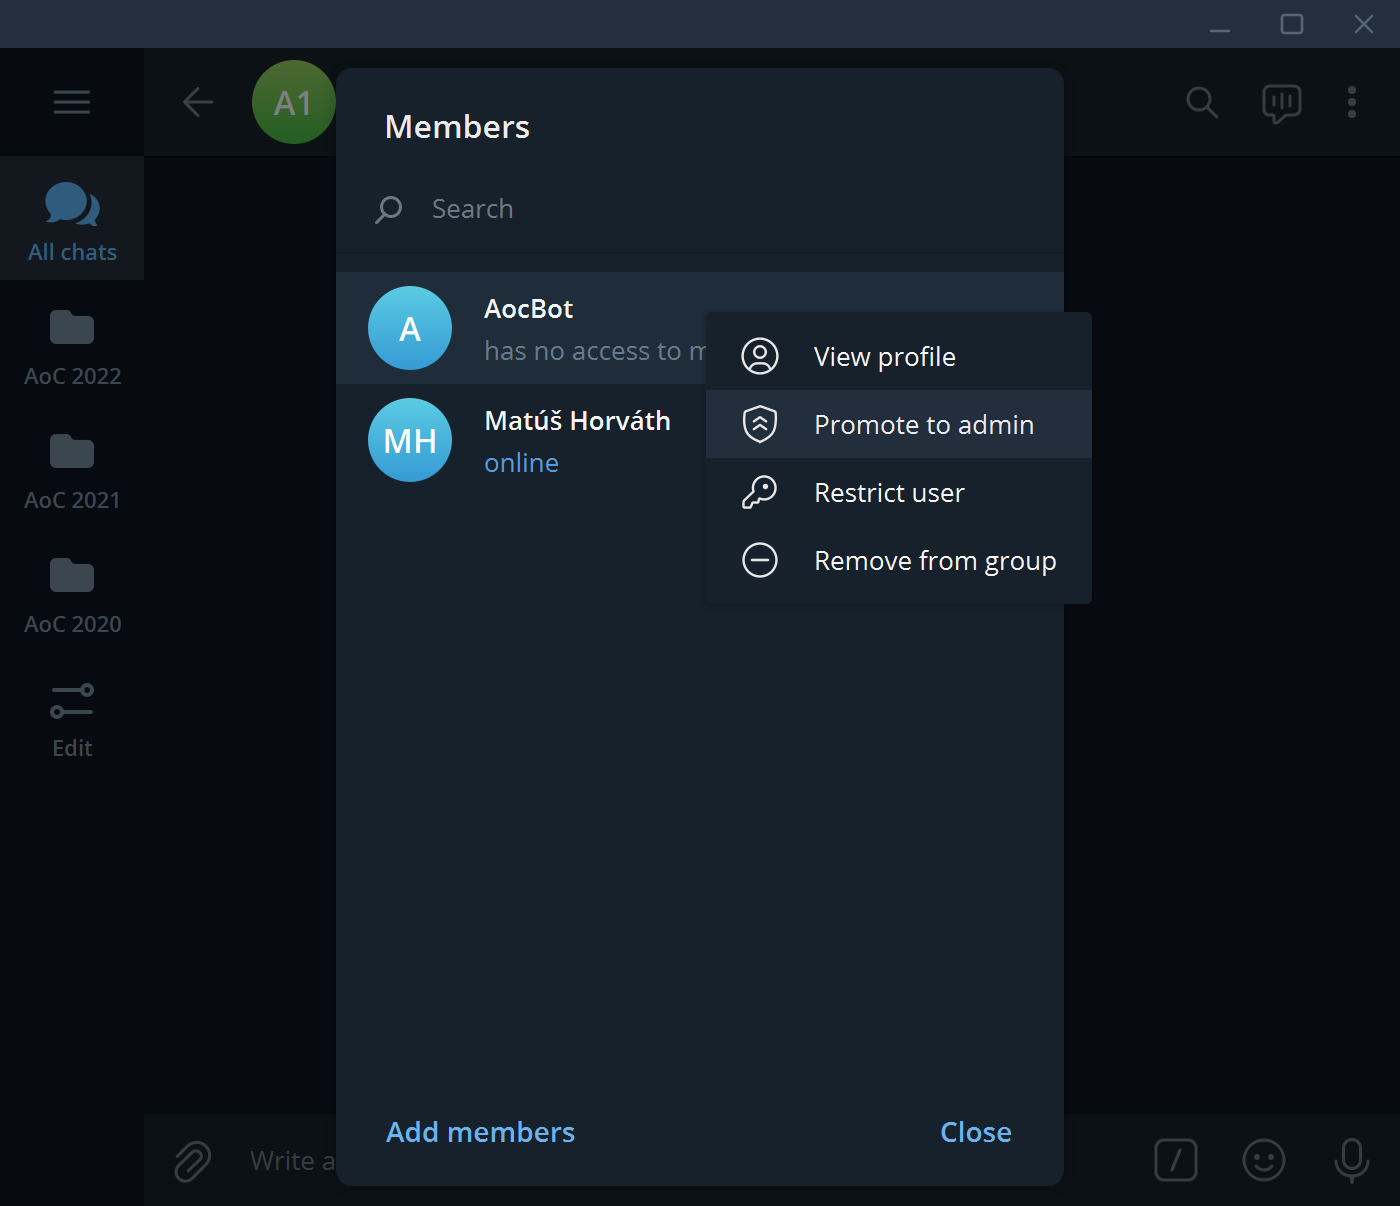 A1
Members
Search
All chats
AoC 2022
AoC 2021
AoC 2020
Edit
A
AocBot
has no access to m
MH
Matúš Horváth
online
View profile
Promote to admin
Restrict user
Remove from group
Add members
Close
Write a